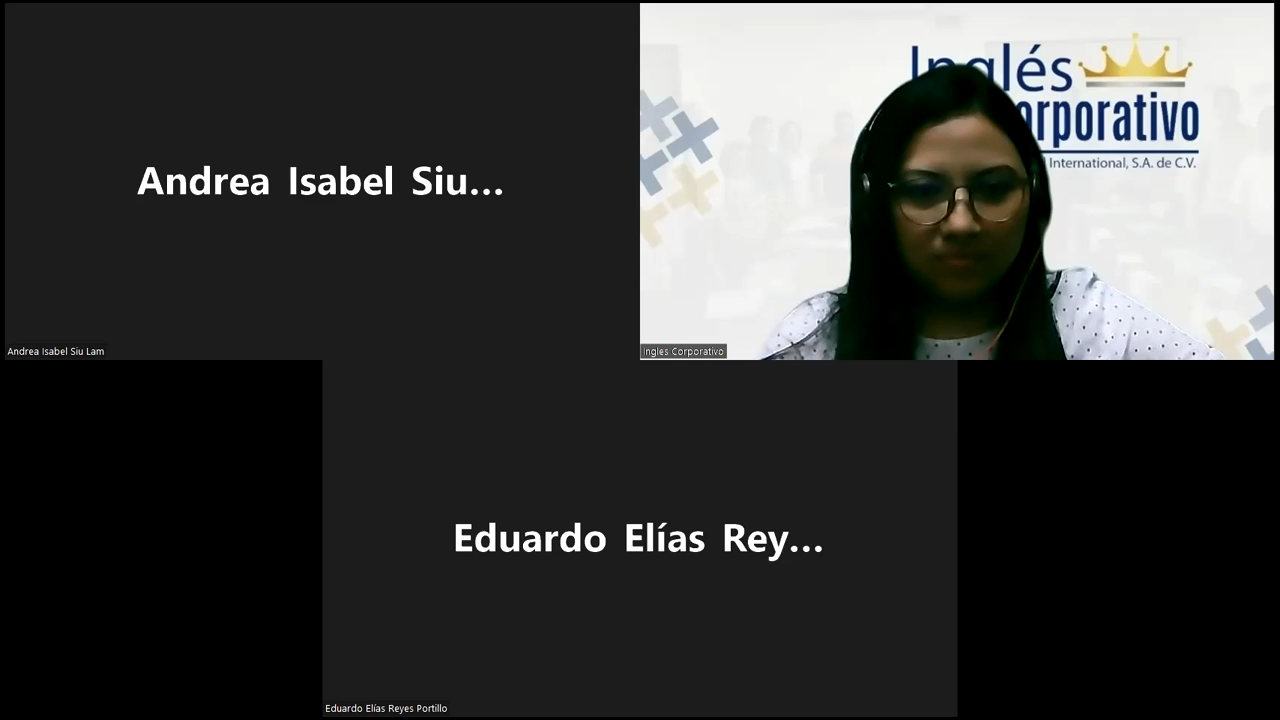 Andrea Isabel Siu...
Andrea Isabel Siu Lam
Inglés
orporativo
l International, S.A. de C.V.
Ingles Corporativo
Eduardo Elías Rey...
Eduardo Elías Reyes Portillo